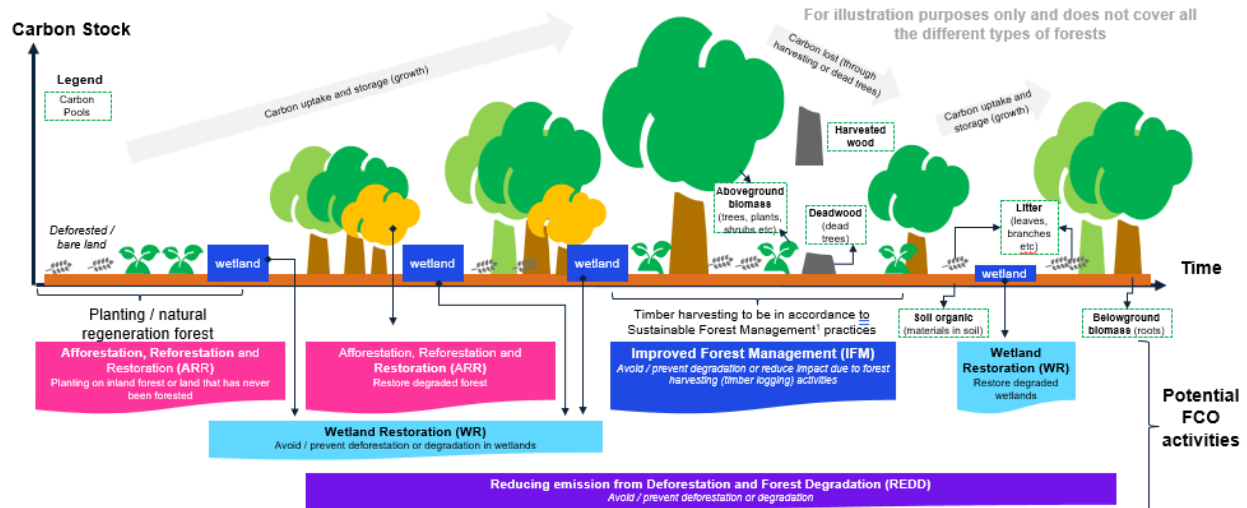 For illustration purposes only and does not cover all
the different types of forests
Carbon Stock
Legend
Carbon
Pools
Carbon uptake and storage (growth)
Carbon lost (through
harvesting or dead trees)
Carbon uptake and
storage (growth)
Harvested
wood
Aboveground
biomass
(trees, plants,
shrubs etc)
Deadwood
(dead
trees)
Litter
(leaves,
branches
etc)
Deforested /
bare land
wetland
wetland
wetland
wetland
Time
Planting / natural
regeneration forest
Timber harvesting to be in accordance to
Sustainable Forest Management¹ practices
Soil organic
(materials in soil)
Belowground
biomass (roots)
Afforestation, Reforestation and
Restoration (ARR)
Planting on inland forest or land that has never
been forested
Afforestation, Reforestation and
Restoration (ARR)
Restore degraded forest
Improved Forest Management (IFM)
Avoid / prevent degradation or reduce impact due to forest
harvesting (timber logging) activities
Wetland
Restoration (WR)
Restore degraded
wetlands
Potential
FCO
activities
Wetland Restoration (WR)
Avoid / prevent deforestation or degradation in wetlands
Reducing emission from Deforestation and Forest Degradation (REDD)
Avoid / prevent deforestation or degradation